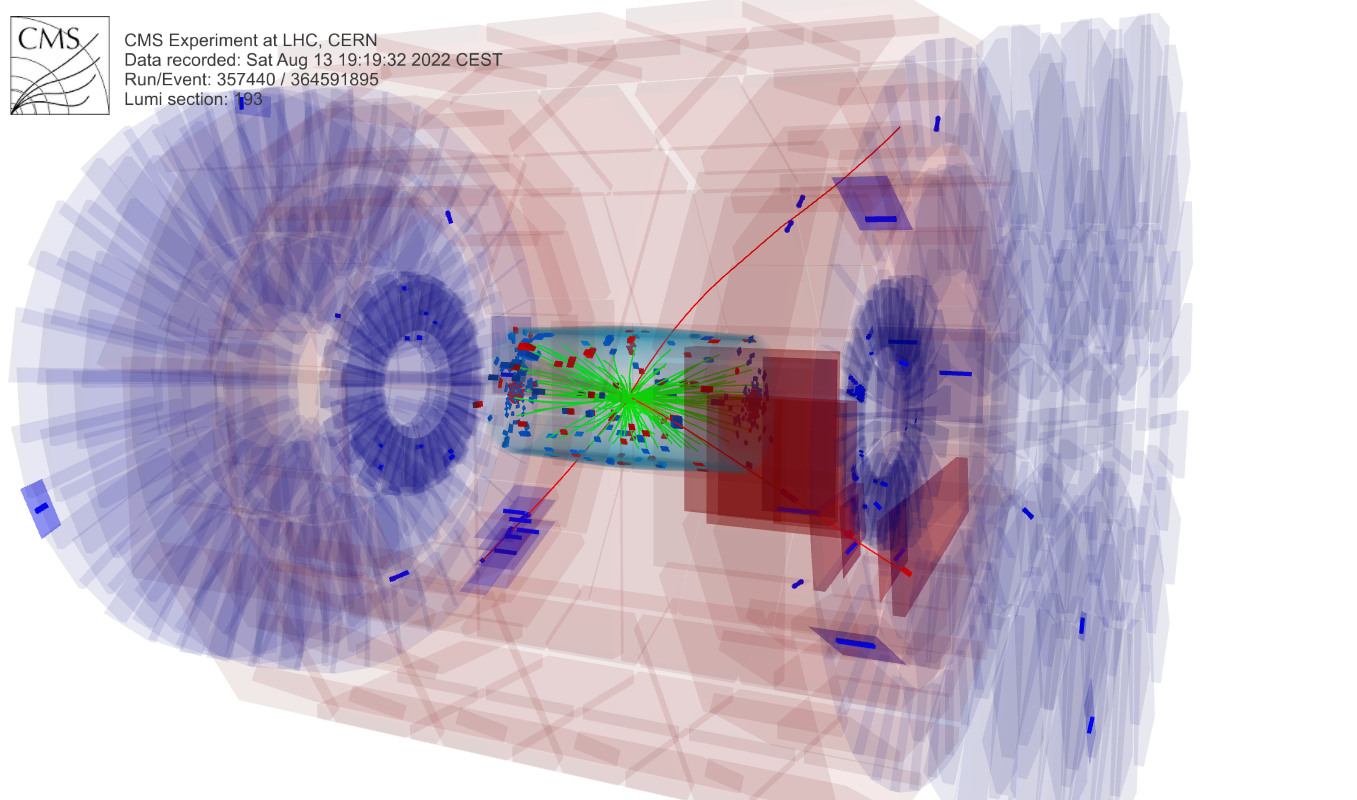 CMS
CMS Experiment at LHC, CERN
Data recorded: Sat Aug 13 19:19:32 2022 CEST
Run/Event: 357440 / 364591895
Lumi section: 193